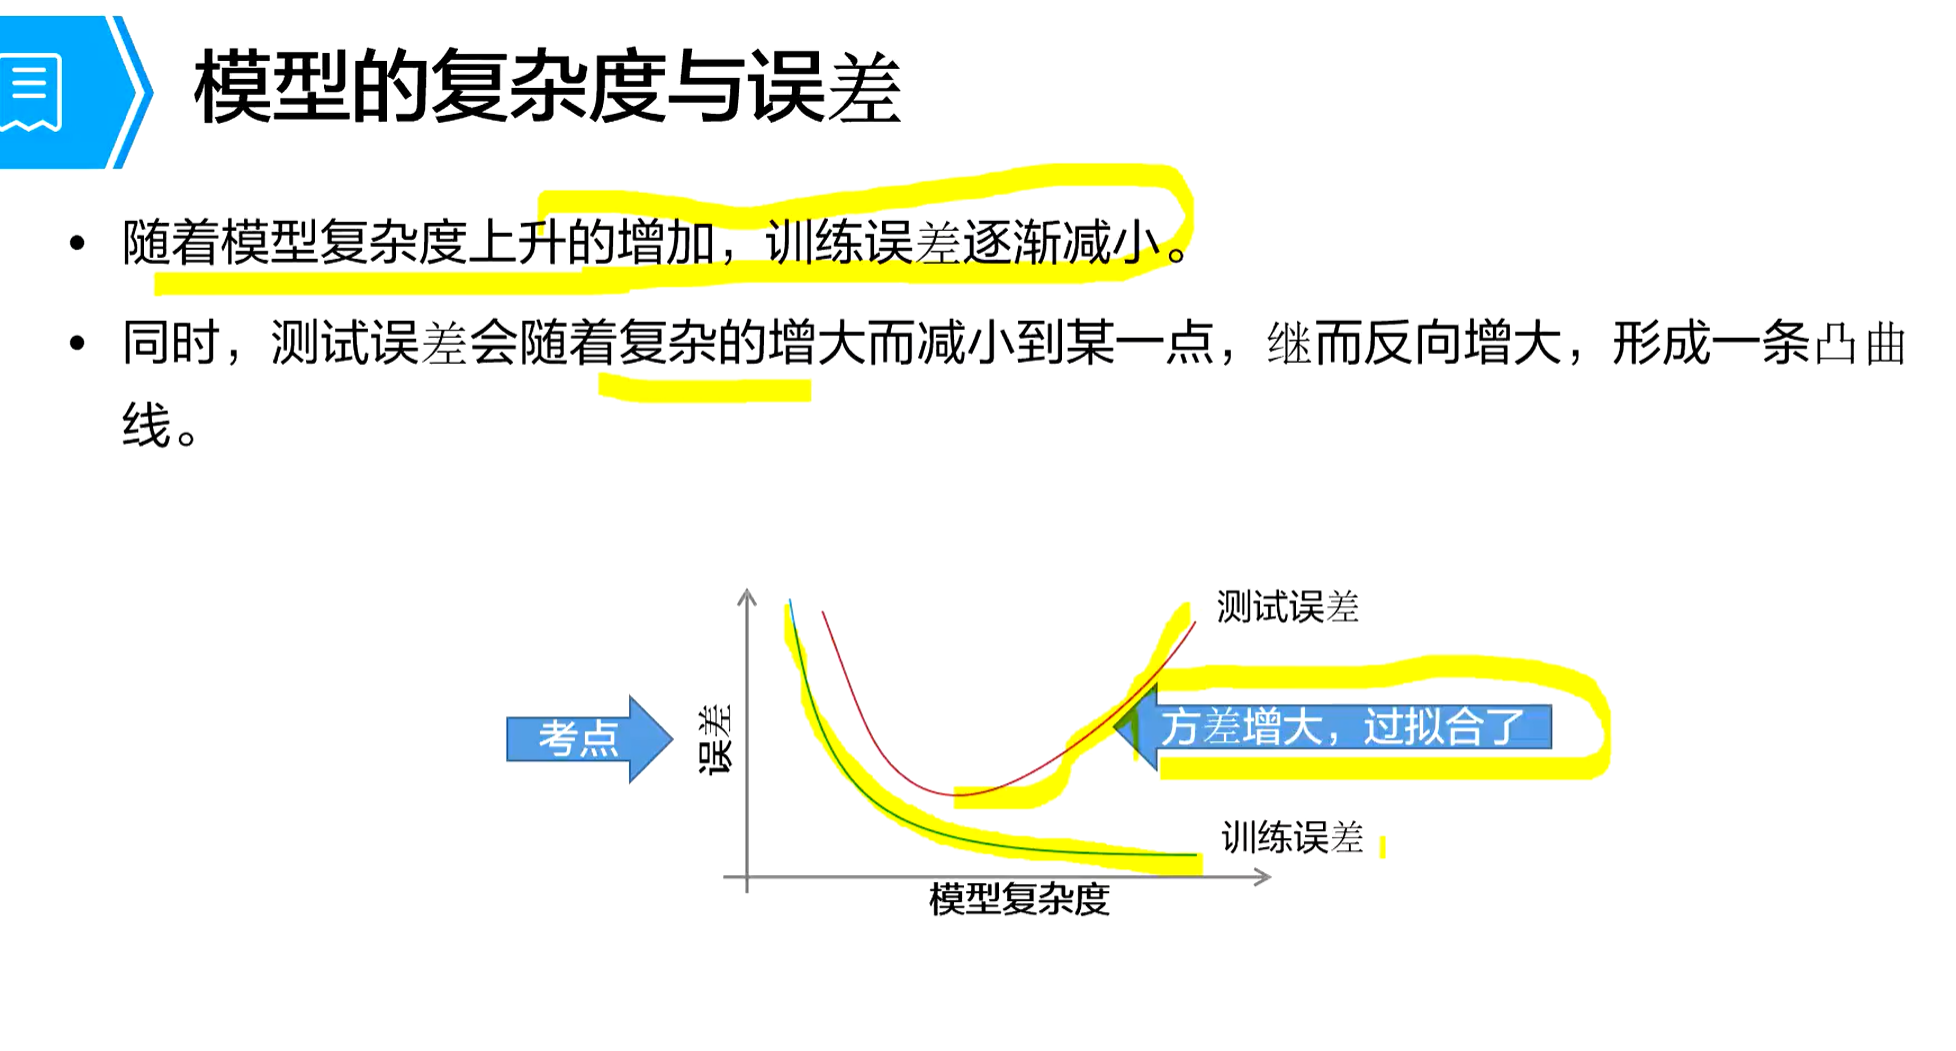 模型的复杂度与误差
• 随着模型复杂度上升的增加，训练误差逐渐减小。
• 同时，测试误差会随着复杂的增大而减小到某一点，继而反向增大，形成一条凸曲
线。
测试误差
考点
误差
方差增大，过拟合了
训练误差
模型复杂度